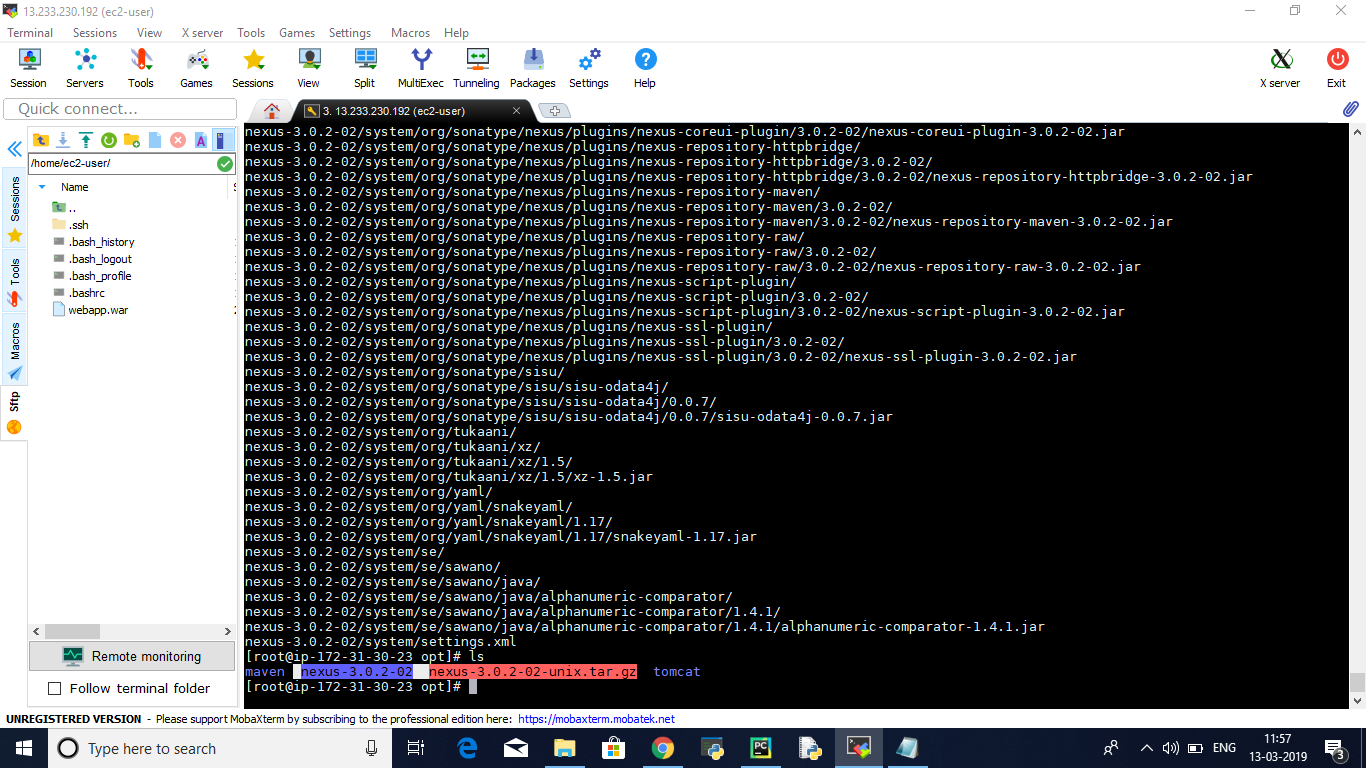 13.233.230.192 (ec2-user)
Terminal Sessions View X server Tools Games Settings Macros Help
Session Servers Tools Games Sessions View Split MultiExec Tunneling Packages Settings Help X server Exit
Quick connect...
3. 13.233.230.192 (ec2-user)
/home/ec2-user/
Name
..
.ssh
.bash_history
.bash_logout
.bash_profile
.bashrc
webapp.war
Sessions
Tools
Macros
Sftp
Remote monitoring
Follow terminal folder
nexus-3.0.2-02/system/org/sonatype/nexus/plugins/nexus-coreui-plugin/3.0.2-02/nexus-coreui-plugin-3.0.2-02.jar
nexus-3.0.2-02/system/org/sonatype/nexus/plugins/nexus-repository-httpbridge/
nexus-3.0.2-02/system/org/sonatype/nexus/plugins/nexus-repository-httpbridge/3.0.2-02/
nexus-3.0.2-02/system/org/sonatype/nexus/plugins/nexus-repository-httpbridge/3.0.2-02/nexus-repository-httpbridge-3.0.2-02.jar
nexus-3.0.2-02/system/org/sonatype/nexus/plugins/nexus-repository-maven/
nexus-3.0.2-02/system/org/sonatype/nexus/plugins/nexus-repository-maven/3.0.2-02/
nexus-3.0.2-02/system/org/sonatype/nexus/plugins/nexus-repository-maven/3.0.2-02/nexus-repository-maven-3.0.2-02.jar
nexus-3.0.2-02/system/org/sonatype/nexus/plugins/nexus-repository-raw/
nexus-3.0.2-02/system/org/sonatype/nexus/plugins/nexus-repository-raw/3.0.2-02/
nexus-3.0.2-02/system/org/sonatype/nexus/plugins/nexus-repository-raw/3.0.2-02/nexus-repository-raw-3.0.2-02.jar
nexus-3.0.2-02/system/org/sonatype/nexus/plugins/nexus-script-plugin/
nexus-3.0.2-02/system/org/sonatype/nexus/plugins/nexus-script-plugin/3.0.2-02/
nexus-3.0.2-02/system/org/sonatype/nexus/plugins/nexus-script-plugin/3.0.2-02/nexus-script-plugin-3.0.2-02.jar
nexus-3.0.2-02/system/org/sonatype/nexus/plugins/nexus-ssl-plugin/
nexus-3.0.2-02/system/org/sonatype/nexus/plugins/nexus-ssl-plugin/3.0.2-02/
nexus-3.0.2-02/system/org/sonatype/nexus/plugins/nexus-ssl-plugin/3.0.2-02/nexus-ssl-plugin-3.0.2-02.jar
nexus-3.0.2-02/system/org/sonatype/sisu/
nexus-3.0.2-02/system/org/sonatype/sisu/sisu-odata4j/
nexus-3.0.2-02/system/org/sonatype/sisu/sisu-odata4j/0.0.7/
nexus-3.0.2-02/system/org/sonatype/sisu/sisu-odata4j/0.0.7/sisu-odata4j-0.0.7.jar
nexus-3.0.2-02/system/org/tukaani/
nexus-3.0.2-02/system/org/tukaani/xz/
nexus-3.0.2-02/system/org/tukaani/xz/1.5/
nexus-3.0.2-02/system/org/tukaani/xz/1.5/xz-1.5.jar
nexus-3.0.2-02/system/org/yaml/
nexus-3.0.2-02/system/org/yaml/snakeyaml/
nexus-3.0.2-02/system/org/yaml/snakeyaml/1.17/
nexus-3.0.2-02/system/org/yaml/snakeyaml/1.17/snakeyaml-1.17.jar
nexus-3.0.2-02/system/se/
nexus-3.0.2-02/system/se/sawano/
nexus-3.0.2-02/system/se/sawano/java/
nexus-3.0.2-02/system/se/sawano/java/alphanumeric-comparator/
nexus-3.0.2-02/system/se/sawano/java/alphanumeric-comparator/1.4.1/
nexus-3.0.2-02/system/se/sawano/java/alphanumeric-comparator/1.4.1/alphanumeric-comparator-1.4.1.jar
nexus-3.0.2-02/system/settings.xml
[root@ip-172-31-30-23 opt]# ls
maven nexus-3.0.2-02 nexus-3.0.2-02-unix.tar.gz tomcat
[root@ip-172-31-30-23 opt]#
UNREGISTERED VERSION - Please support MobaXterm by subscribing to the professional edition here: https://mobaxterm.mobatek.net
Type here to search
ENG
11:57
13-03-2019
3